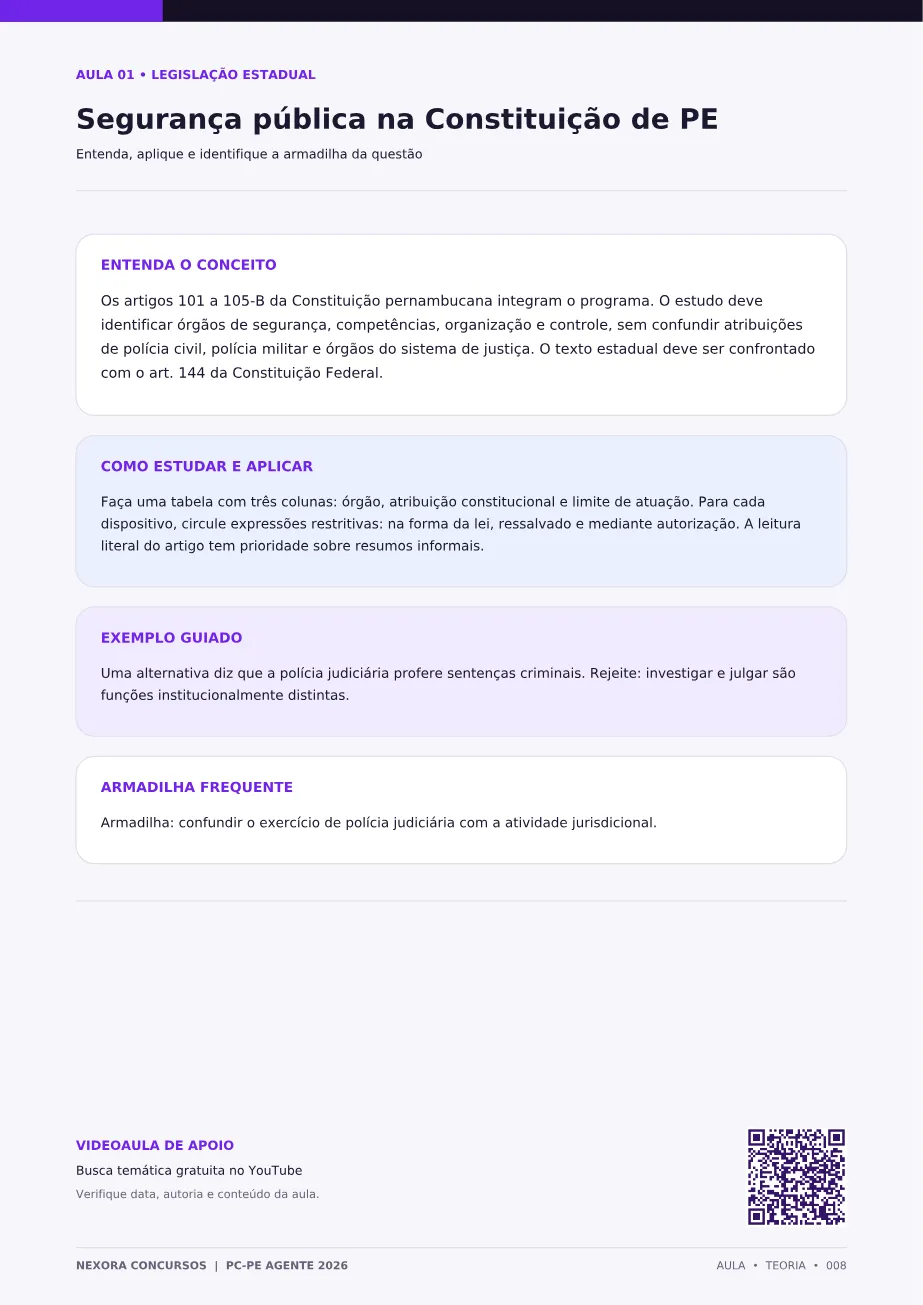 AULA 01 • LEGISLAÇÃO ESTADUAL
Segurança pública na Constituição de PE
Entenda, aplique e identifique a armadilha da questão
ENTENDA O CONCEITO
Os artigos 101 a 105-B da Constituição pernambucana integram o programa. O estudo deve
identificar órgãos de segurança, competências, organização e controle, sem confundir atribuições
de polícia civil, polícia militar e órgãos do sistema de justiça. O texto estadual deve ser confrontado
com o art. 144 da Constituição Federal.
COMO ESTUDAR E APLICAR
Faça uma tabela com três colunas: órgão, atribuição constitucional e limite de atuação. Para cada
dispositivo, circule expressões restritivas: na forma da lei, ressalvado e mediante autorização. A leitura
literal do artigo tem prioridade sobre resumos informais.
EXEMPLO GUIADO
Uma alternativa diz que a polícia judiciária profere sentenças criminais. Rejeite: investigar e julgar são
funções institucionalmente distintas.
ARMADILHA FREQUENTE
Armadilha: confundir o exercício de polícia judiciária com a atividade jurisdicional.
VIDEOAULA DE APOIO
Busca temática gratuita no YouTube
Verifique data, autoria e conteúdo da aula.
NEXORA CONCURSOS | PC-PE AGENTE 2026
AULA • TEORIA • 008